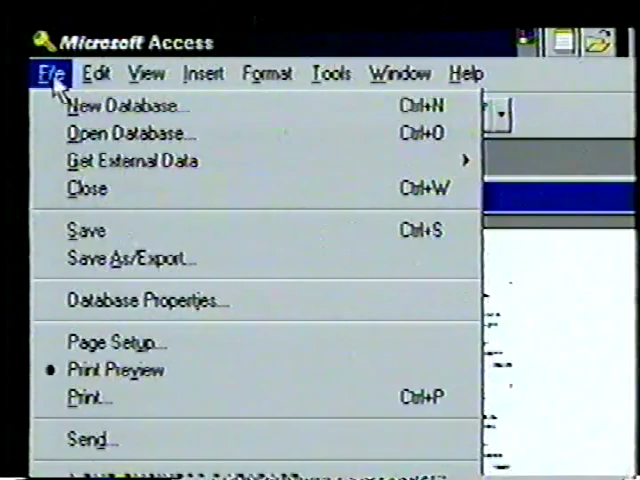 Microsoft Access
File Edit View Insert Format Tools Window Help
New Database... Ctrl+N
Open Database... Ctrl+O
Get External Data
Close Ctrl+W
Save Ctrl+S
Save As/Export...
Database Properties...
Page Setup...
Print Preview
Print... Ctrl+P
Send...